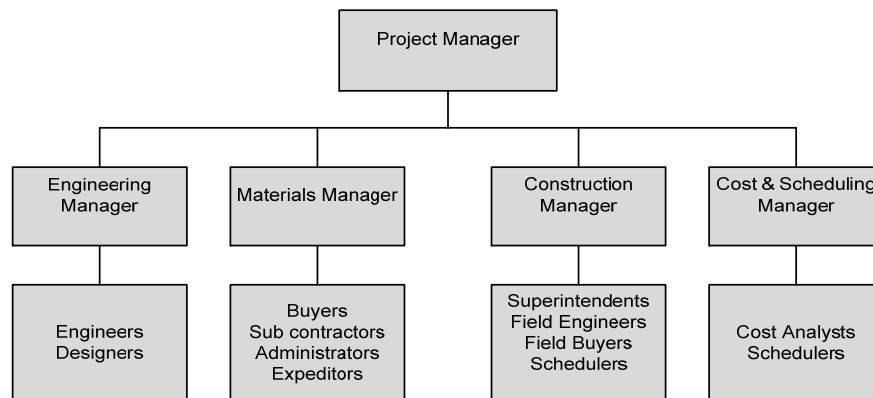 Project Manager
Engineering
Manager
Materials Manager
Construction
Manager
Cost & Scheduling
Manager
Engineers
Designers
Buyers
Sub contractors
Administrators
Expeditors
Superintendents
Field Engineers
Field Buyers
Schedulers
Cost Analysts
Schedulers